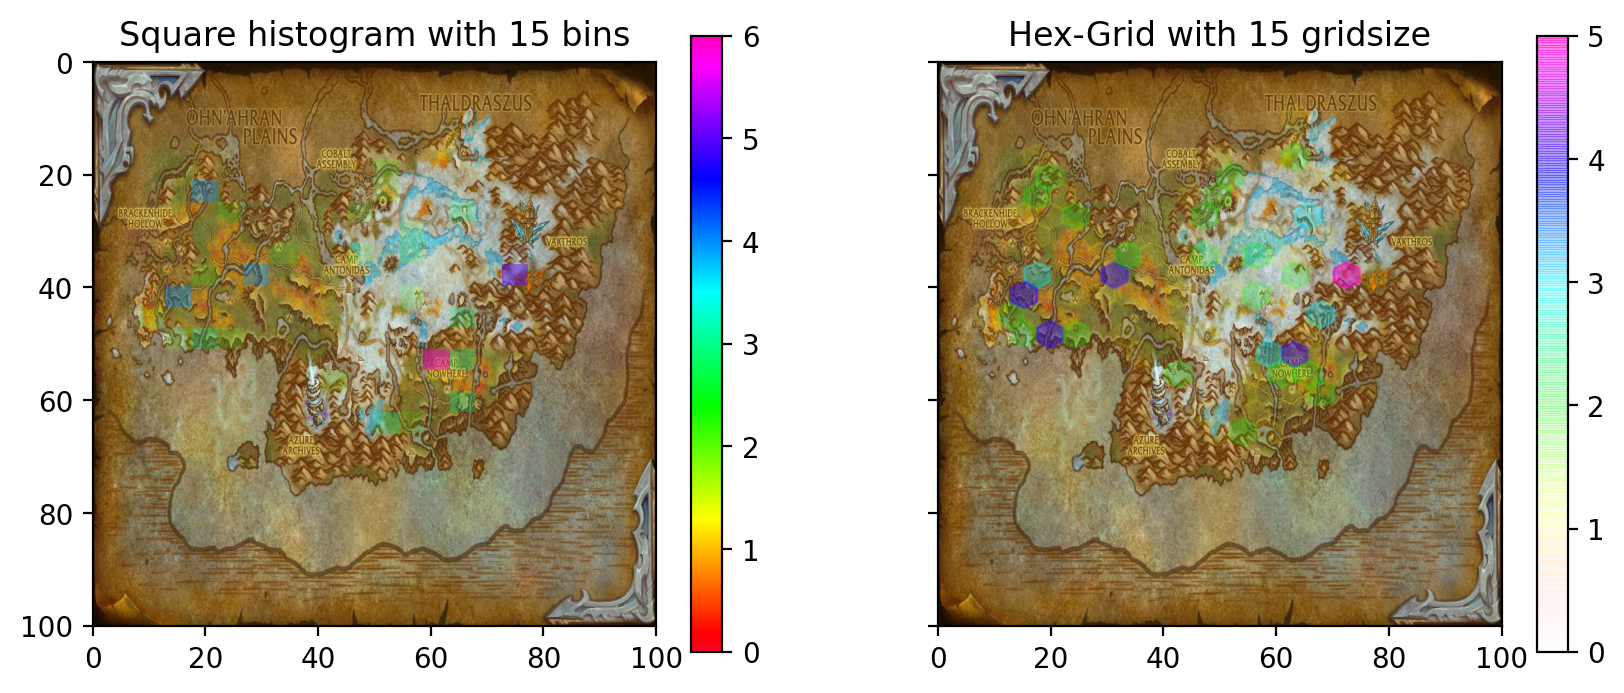 Square histogram with 15 bins
0
20
40
60
80
100
0
20
40
60
80
100
THALDRASZUS
OHN'AHRAN
PLAINS
COBALT
ASSEMBLY
BRACKENHIDE
HOLLOW
VAKTHROS
CAMP
ANTONIDAS
CAMP
NOWHERE
AZURE
ARCHIVES
6
5
4
3
2
1
0
Hex-Grid with 15 gridsize
THALDRASZUS
OHN'AHRAN
PLAINS
COBALT
ASSEMBLY
BRACKENHIDE
HOLLOW
VAKTHROS
CAMP
ANTONIDAS
NOWHERE
AZURE
ARCHIVES
0
20
40
60
80
100
5
4
3
2
1
0